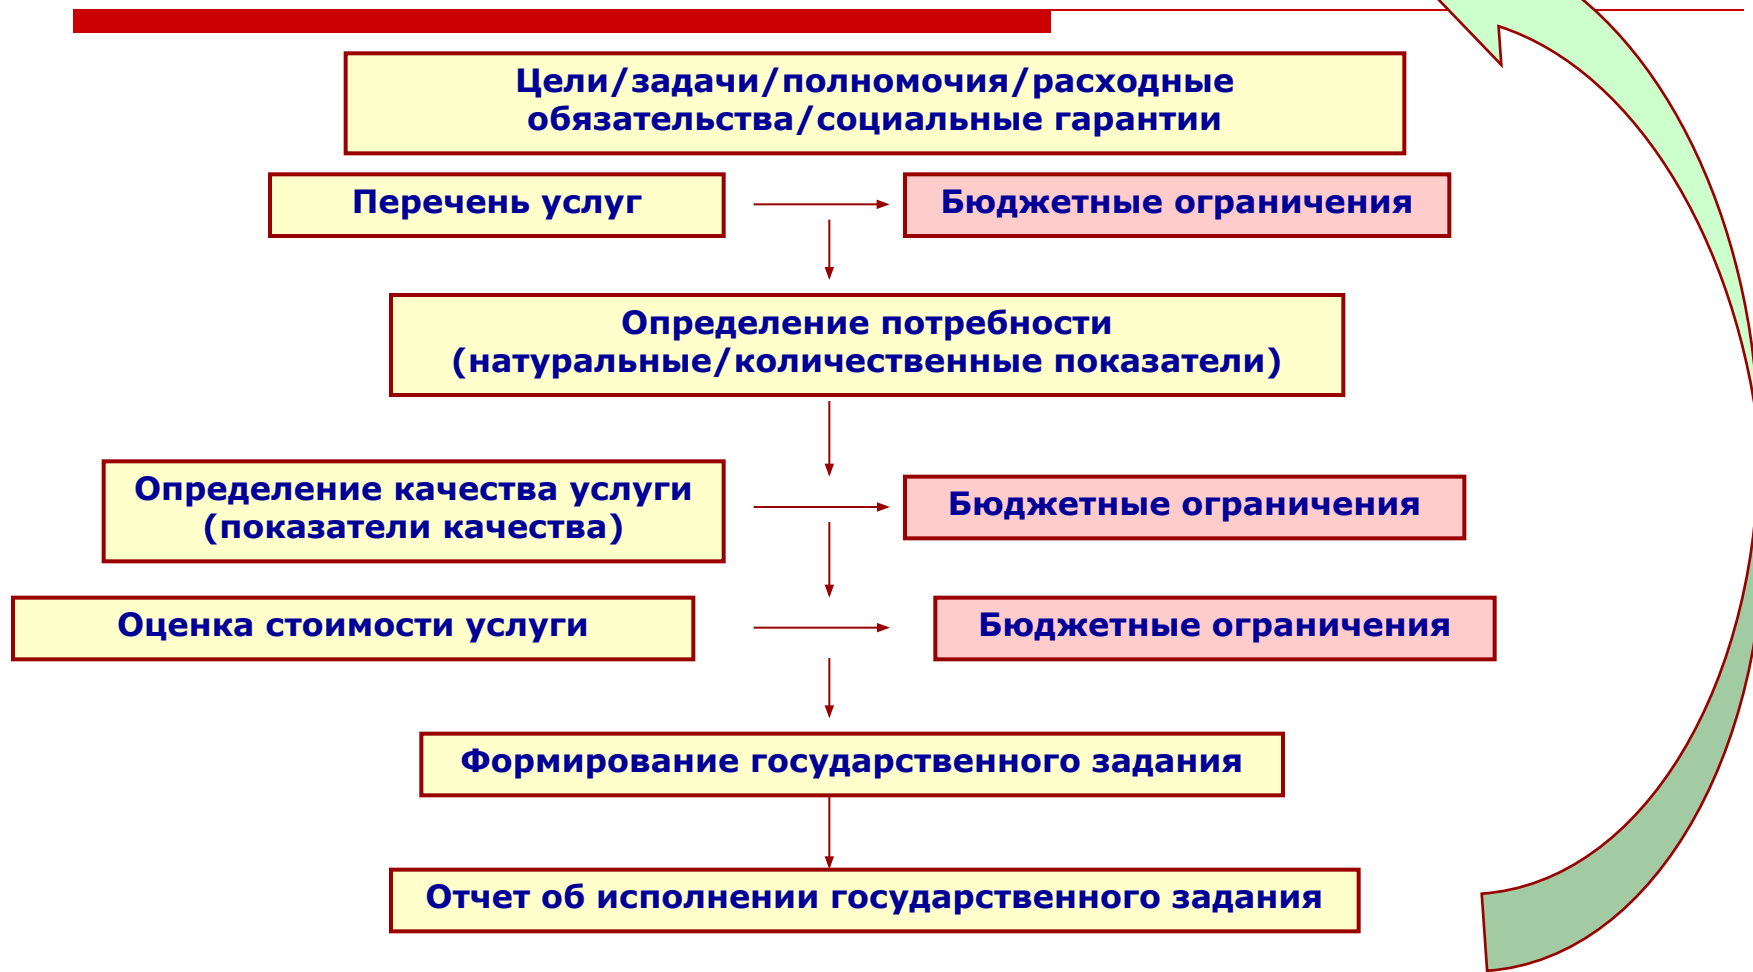 Цели/задачи/полномочия/расходные
обязательства/социальные гарантии
Перечень услуг
Бюджетные ограничения
Определение потребности
(натуральные/количественные показатели)
Определение качества услуги
(показатели качества)
Бюджетные ограничения
Оценка стоимости услуги
Бюджетные ограничения
Формирование государственного задания
Отчет об исполнении государственного задания